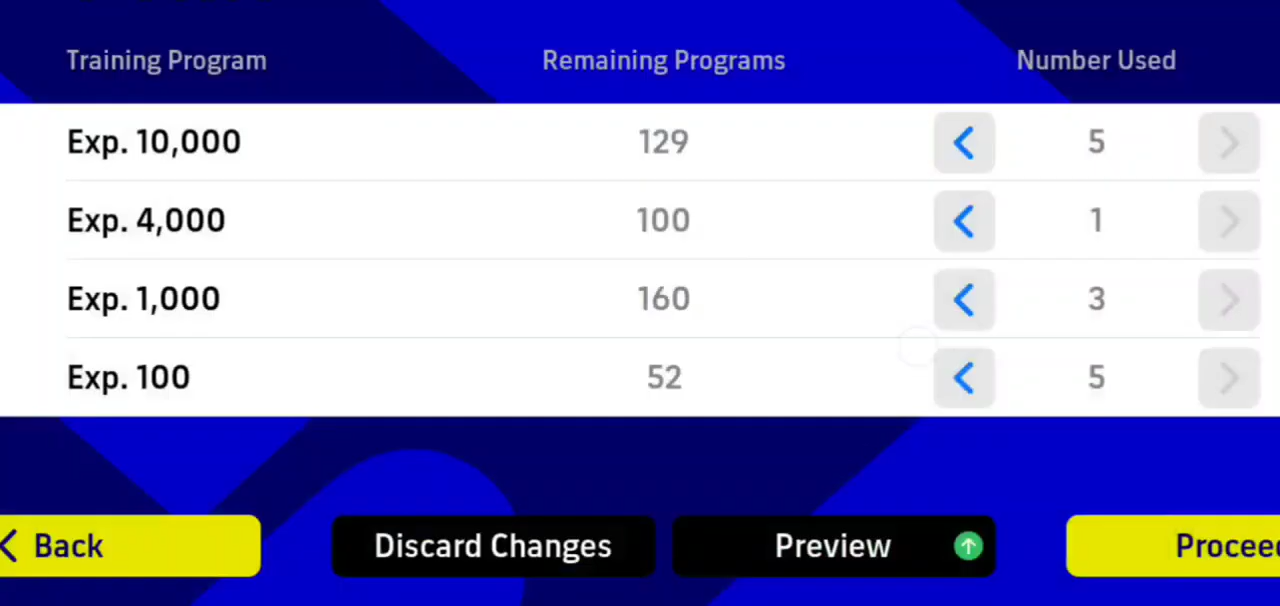 Training Program Remaining Programs Number Used
Exp. 10,000 129 5
Exp. 4,000 100 1
Exp. 1,000 160 3
Exp. 100 52 5
Back Discard Changes Preview Procee